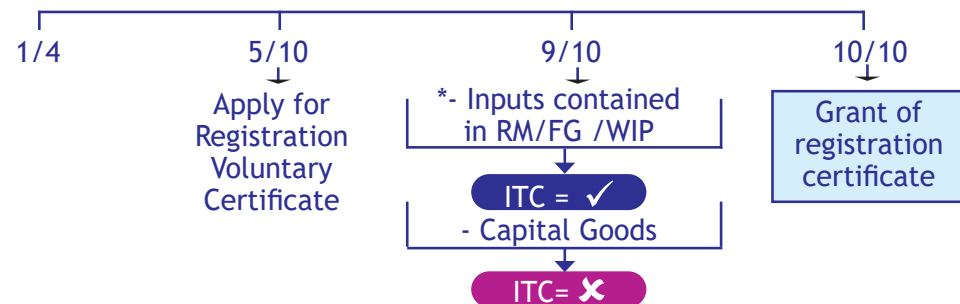 1/4
5/10
9/10
10/10
Apply for
Registration
Voluntary
Certificate
*- Inputs contained
in RM/FG /WIP
ITC = ✓
- Capital Goods
ITC= ✘
Grant of
registration
certificate